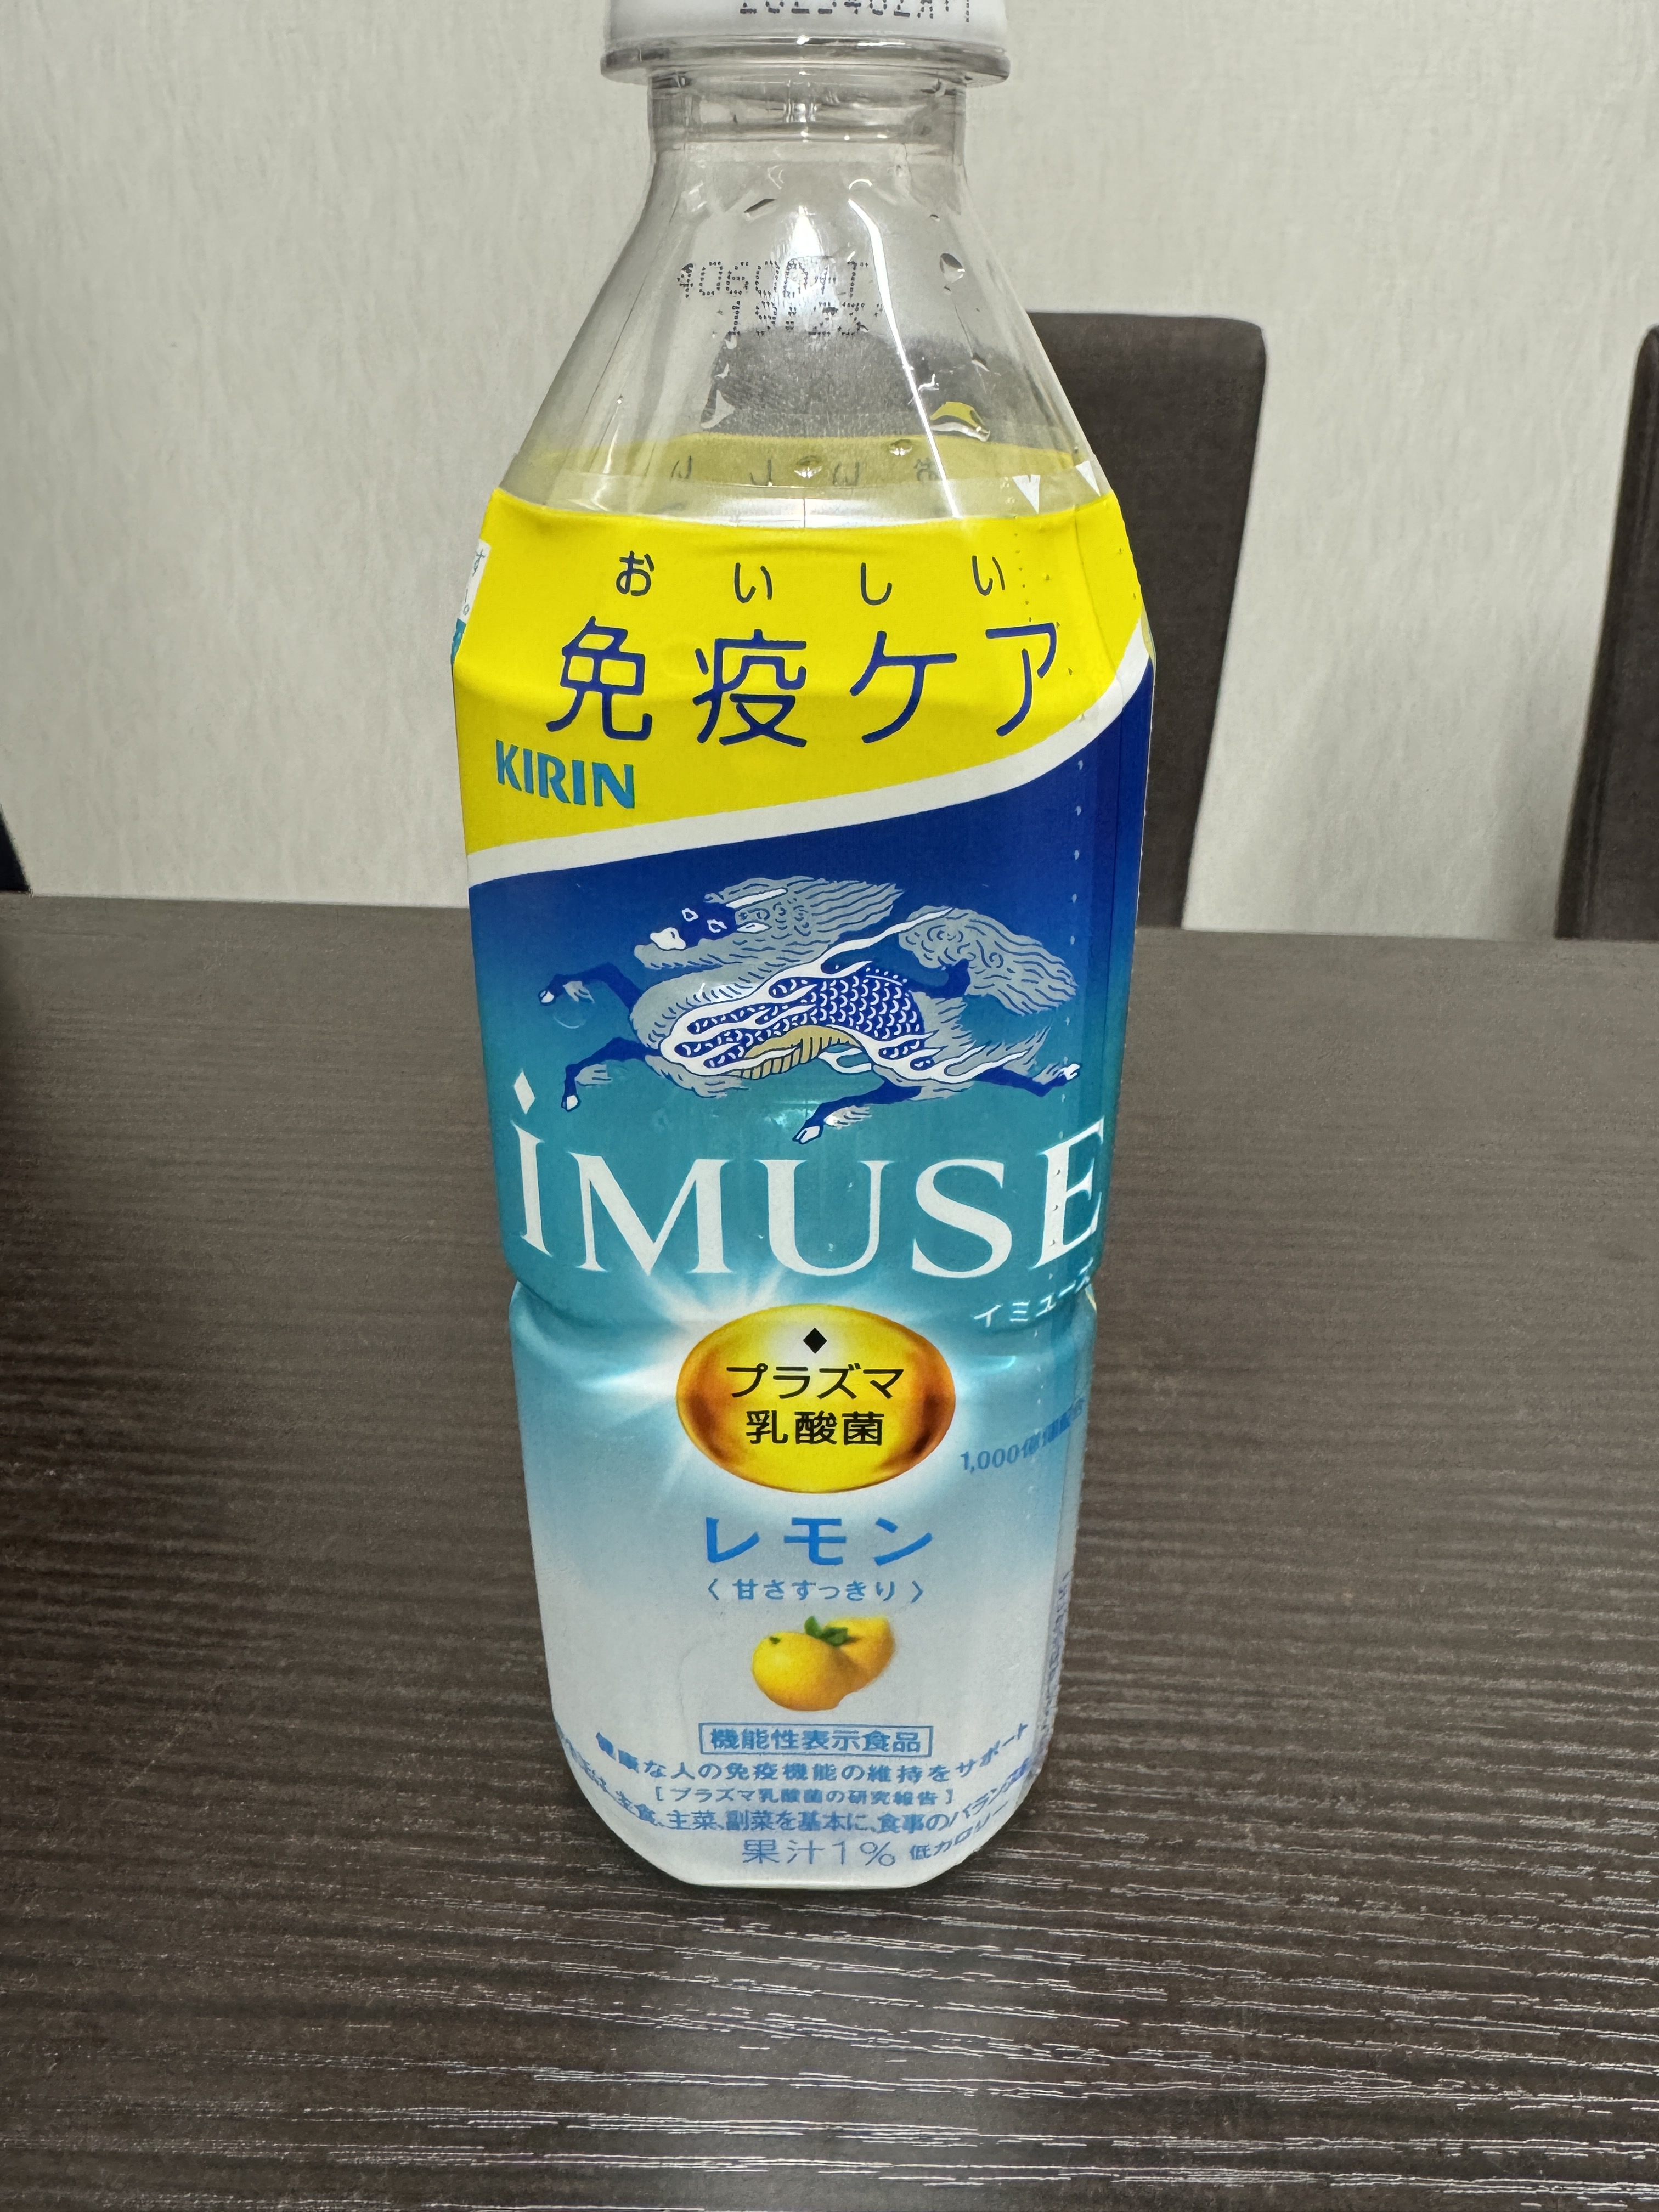 おいしい
免疫ケア
KIRIN
iMUSE
イミューズ
プラズマ
乳酸菌
1,000億個配合
レモン
〈甘さすっきり〉
機能性表示食品
健康な人の免疫機能の維持をサポート
[プラズマ乳酸菌の研究報告]
主食、主菜、副菜を基本に、食事のバランスを
果汁1% 低カロリー